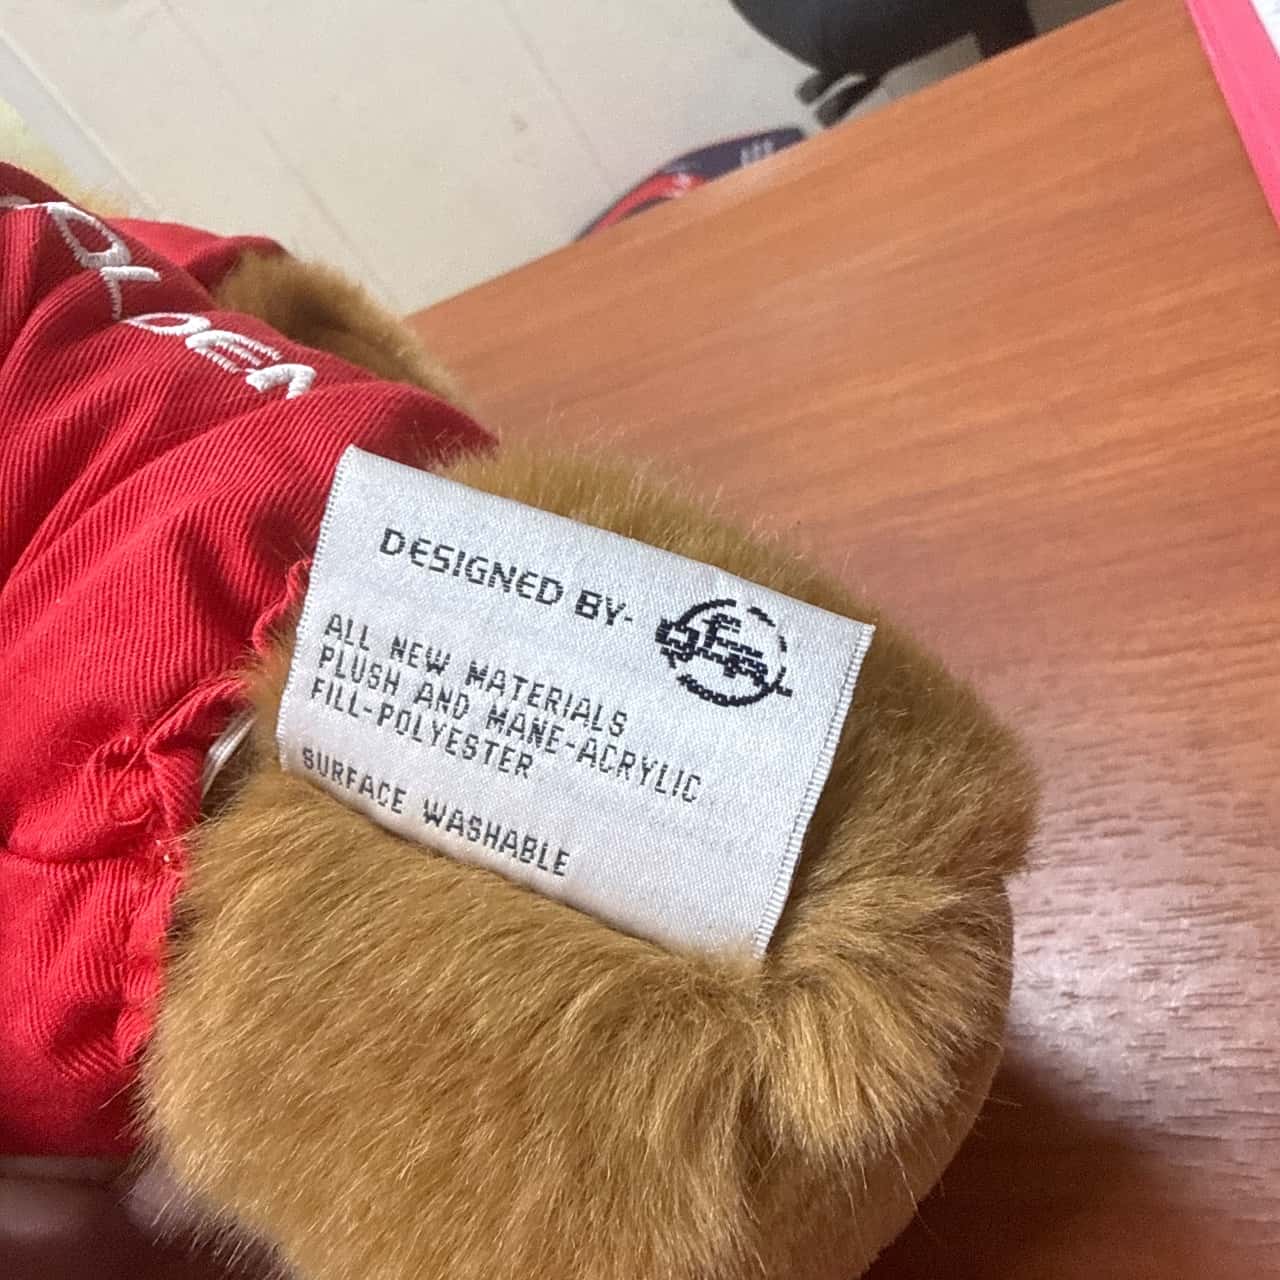 DESIGNED BY-
ALL NEW MATERIALS
PLUSH AND MANE-ACRYLIC
FILL-POLYESTER
SURFACE WASHABLE